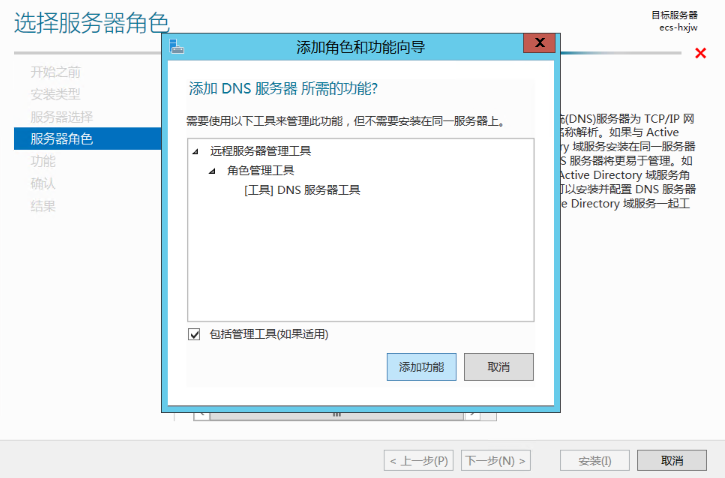 选择服务器角色
目标服务器
ecs-hxjw
开始之前
安装类型
服务器选择
服务器角色
功能
确认
结果
添加角色和功能向导
添加 DNS 服务器 所需的功能?
需要使用以下工具来管理此功能，但不需要安装在同一服务器上。
远程服务器管理工具
角色管理工具
[工具] DNS 服务器工具
包括管理工具(如果适用)
添加功能
取消
(DNS)服务器为 TCP/IP 网
名称解析。如果与 Active
ry 域服务安装在同一服务器
S 服务器将更易于管理。如
Active Directory 域服务角
可以安装并配置 DNS 服务器
e Directory 域服务一起工
< 上一步(P)
下一步(N) >
安装(I)
取消